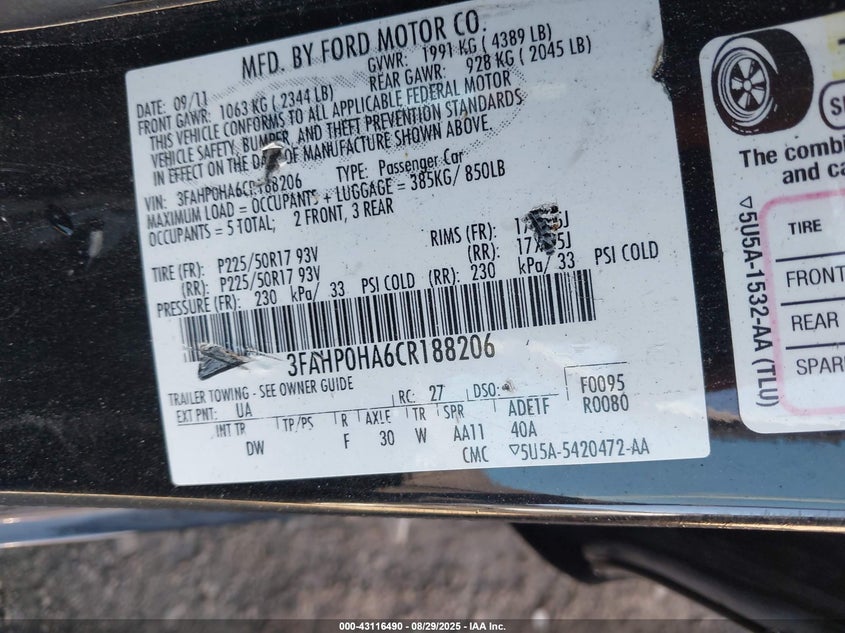 MFD. BY FORD MOTOR CO.
DATE: 09/11 GVWR: 1991 KG ( 4389 LB)
FRONT GAWR: 1063 KG ( 2344 LB) REAR GAWR: 928 KG ( 2045 LB)
THIS VEHICLE CONFORMS TO ALL APPLICABLE FEDERAL MOTOR
VEHICLE SAFETY, BUMPER, AND THEFT PREVENTION STANDARDS
IN EFFECT ON THE DATE OF MANUFACTURE SHOWN ABOVE.
VIN: 3FAHP0HA6CR188206 TYPE: Passenger Car
MAXIMUM LOAD = OCCUPANTS + LUGGAGE = 385KG/ 850LB
OCCUPANTS = 5 TOTAL; 2 FRONT, 3 REAR
TIRE (FR): P225/50R17 93V RIMS (FR):
(RR): P225/50R17 93V (RR):
PRESSURE (FR): 230 kPa/ 33 PSI COLD (RR): 230 kPa/ 33 PSI COLD
3FAHP0HA6CR188206
TRAILER TOWING - SEE OWNER GUIDE
EXT PNT: UA RC: 27 DSO: F0095
INT TR TP/PS R AXLE TR SPR ADE1F R0080
DW F 30 W AA11 40A
CMC ▽5U5A-5420472-AA
The combi
and ca
TIRE
FRONT
REAR
SPAR
▽5U5A-1532-AA (TLU)
000-43116490 - 08/29/2025 - IAA Inc.